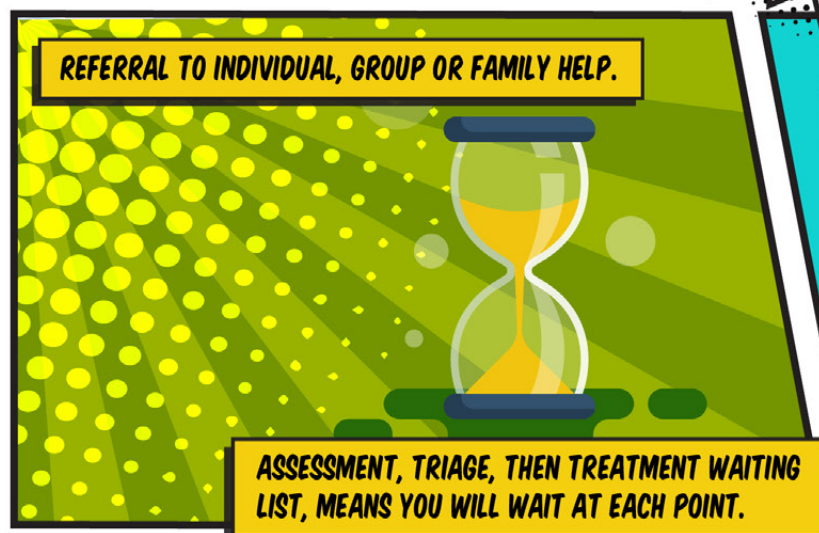 REFERRAL TO INDIVIDUAL, GROUP OR FAMILY HELP.
ASSESSMENT, TRIAGE, THEN TREATMENT WAITING
LIST, MEANS YOU WILL WAIT AT EACH POINT.